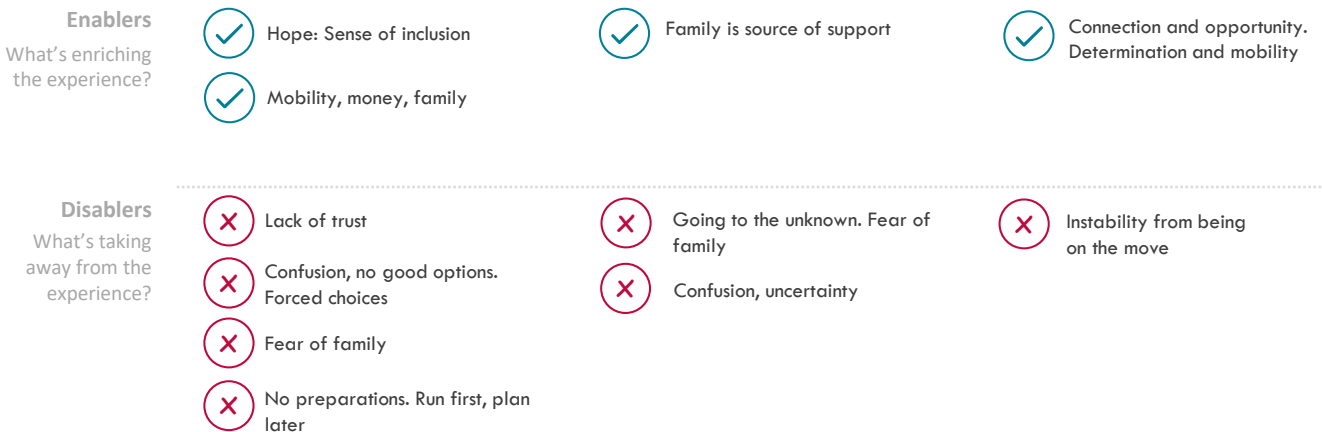 Enablers
What's enriching
the experience?
Hope: Sense of inclusion
Mobility, money, family
Family is source of support
Connection and opportunity.
Determination and mobility
Disablers
What's taking
away from the
experience?
Lack of trust
Confusion, no good options.
Forced choices
Fear of family
No preparations. Run first, plan
later
Going to the unknown. Fear of
family
Confusion, uncertainty
Instability from being
on the move